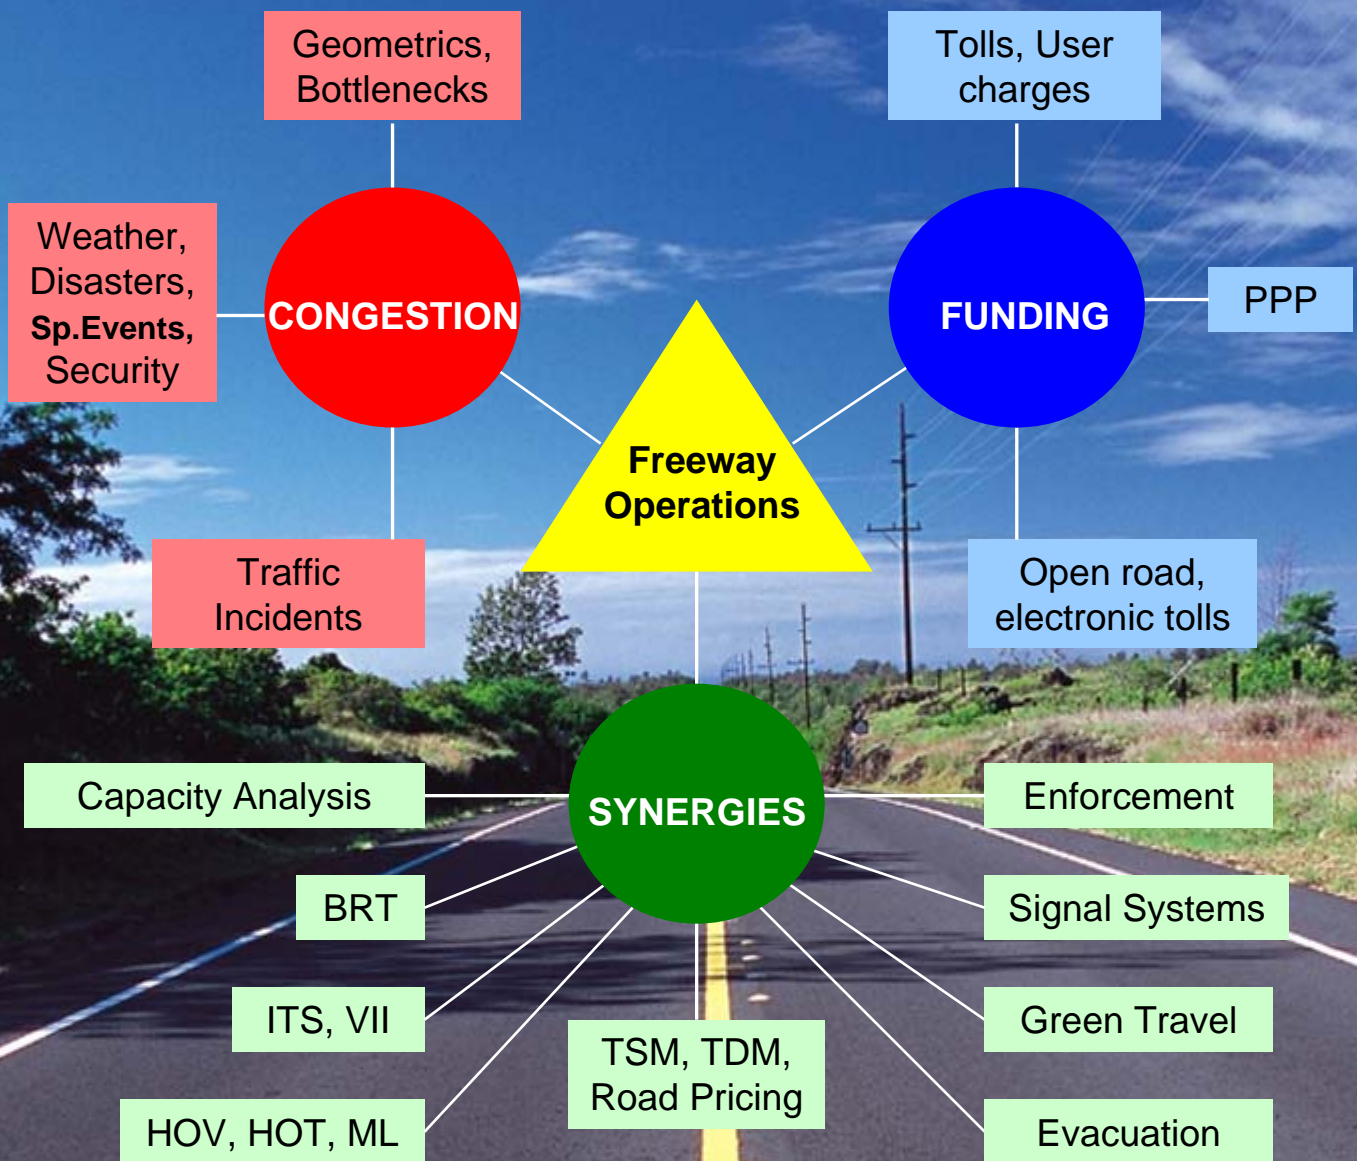 Geometrics,
Bottlenecks
Tolls, User
charges
Weather,
Disasters,
Sp.Events,
Security
CONGESTION
FUNDING
PPP
Freeway
Operations
Traffic
Incidents
Open road,
electronic tolls
Capacity Analysis
SYNERGIES
Enforcement
BRT
Signal Systems
ITS, VII
Green Travel
TSM, TDM,
Road Pricing
HOV, HOT, ML
Evacuation